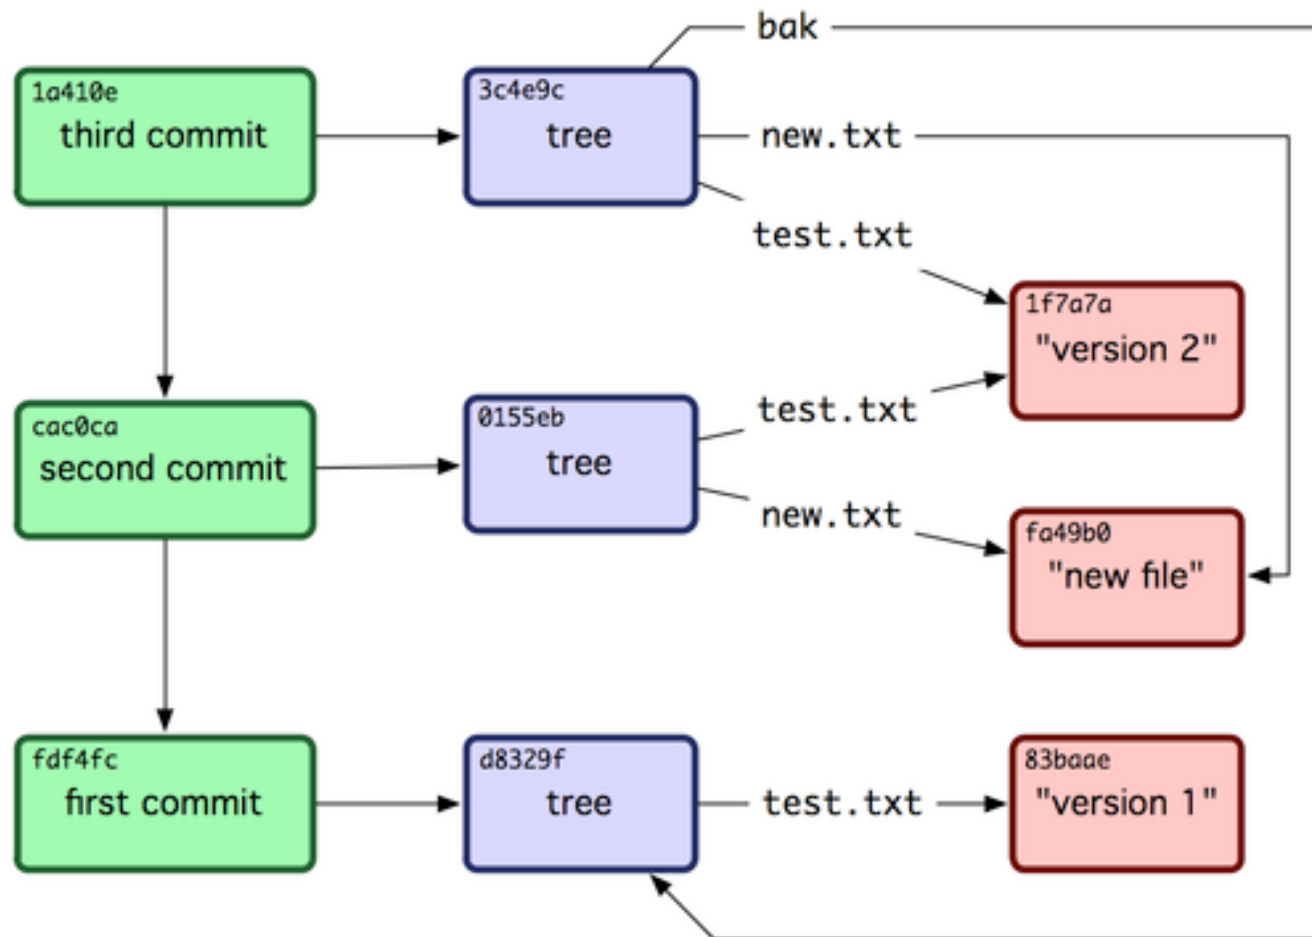 bak
1a410e
third commit
3c4e9c
tree
new.txt
test.txt
1f7a7a
"version 2"
cac0ca
second commit
0155eb
tree
test.txt
new.txt
fa49b0
"new file"
fdf4fc
first commit
d8329f
tree
test.txt
83baae
"version 1"